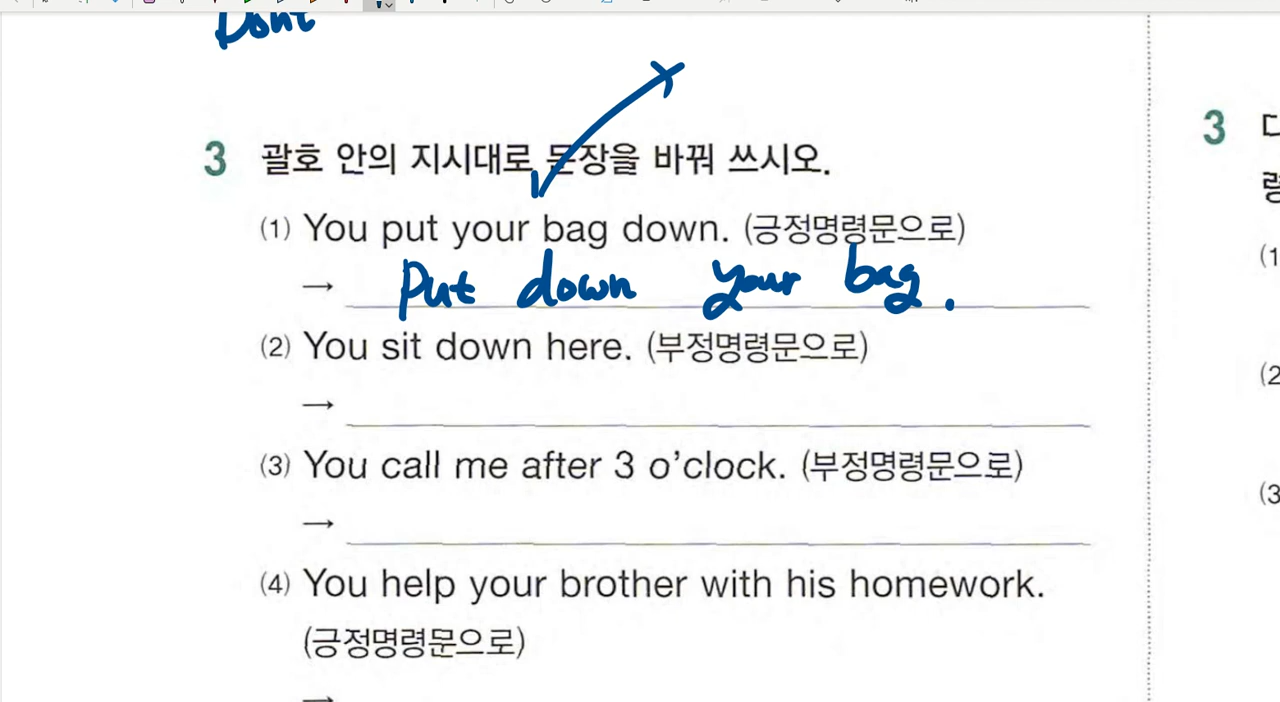 Dont
3 괄호 안의 지시대로 문장을 바꿔 쓰시오.
(1) You put your bag down. (긍정명령문으로)
→ Put down your bag.
(2) You sit down here. (부정명령문으로)
→
(3) You call me after 3 o'clock. (부정명령문으로)
→
(4) You help your brother with his homework.
(긍정명령문으로)
→
3
(1
(2
(3